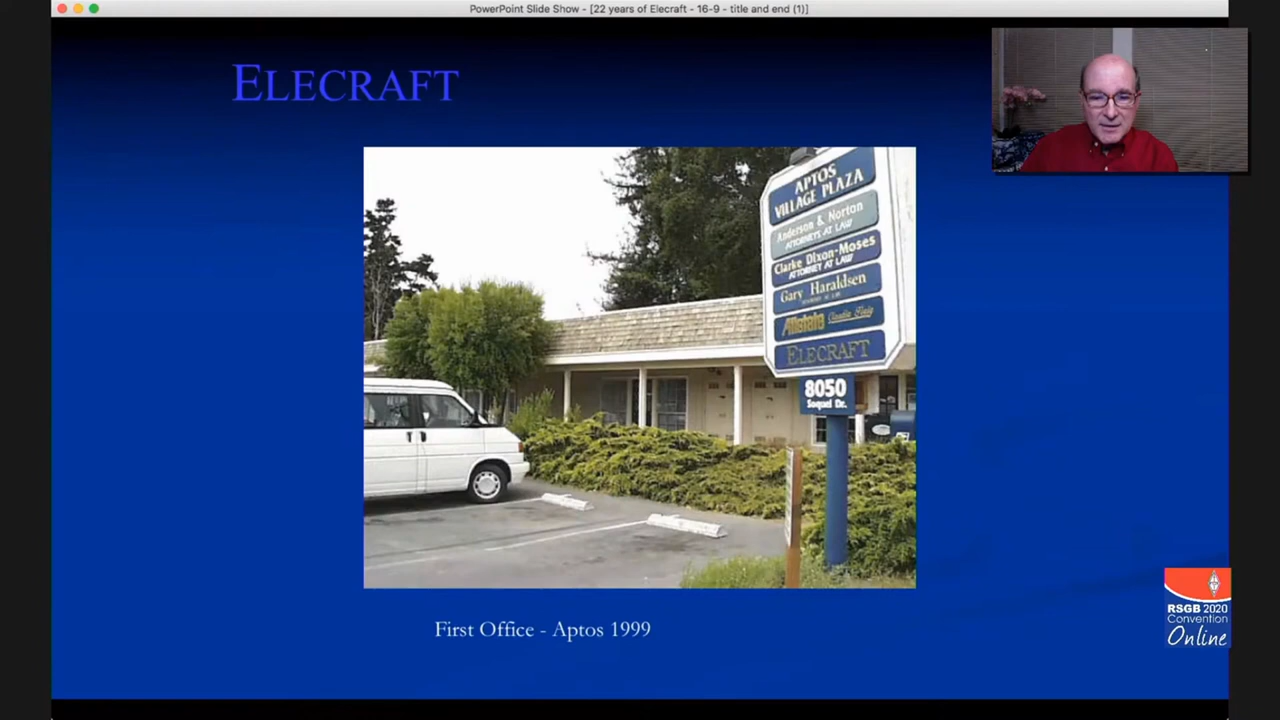 PowerPoint Slide Show - [22 years of Elecraft - 16-9 - title and end (1)]
ELECRAFT
APTOS
VILLAGE PLAZA
Anderson & Norton
ATTORNEYS AT LAW
Clarke Dixon-Moses
ATTORNEY AT LAW
Gary Haraldsen
Allstate
ELECRAFT
8050
Soquel Dr.
First Office - Aptos 1999
RSGB 2020
Convention
Online